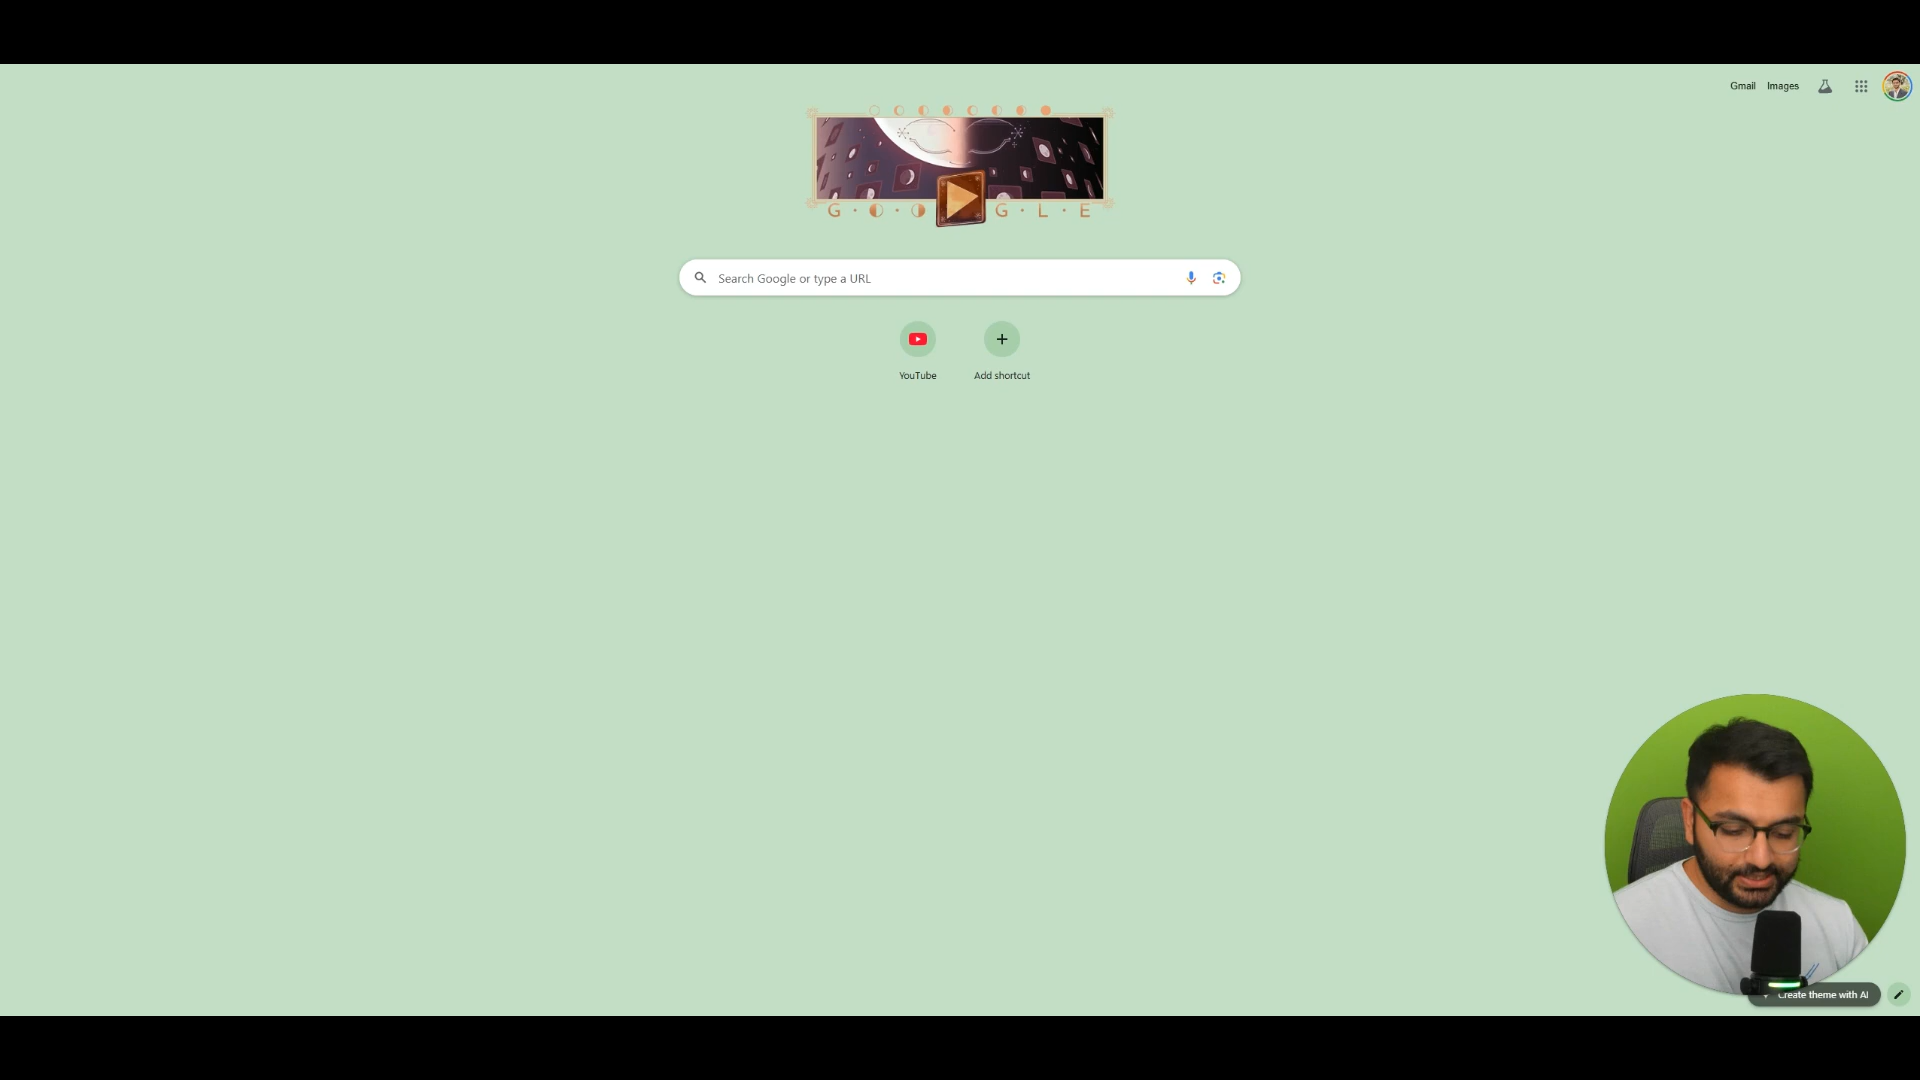 Gmail Images
G O O G L E
Search Google or type a URL
YouTube Add shortcut
Create theme with AI